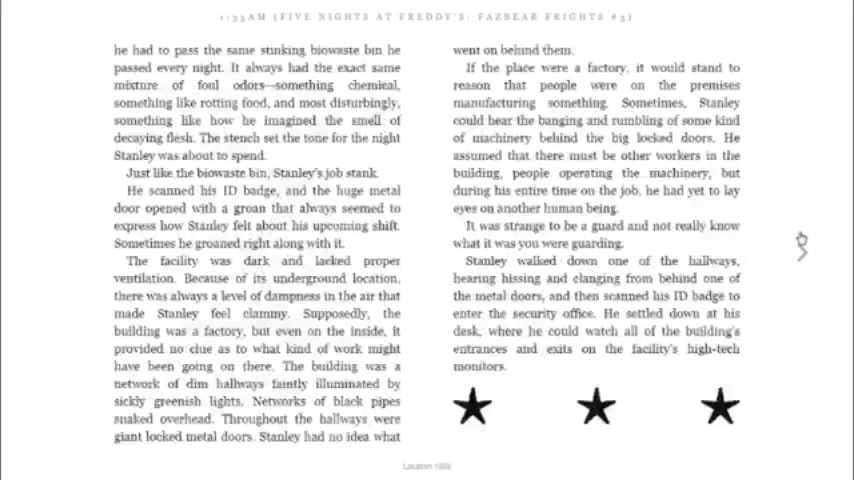 1:35AM (FIVE NIGHTS AT FREDDY'S: FAZBEAR FRIGHTS #3)
he had to pass the same stinking biowaste bin he
passed every night. It always had the exact same
mixture of foul odors—something chemical,
something like rotting food, and most disturbingly,
something like how he imagined the smell of
decaying flesh. The stench set the tone for the night
Stanley was about to spend.
Just like the biowaste bin, Stanley's job stank.
He scanned his ID badge, and the huge metal
door opened with a groan that always seemed to
express how Stanley felt about his upcoming shift.
Sometimes he groaned right along with it.
The facility was dark and lacked proper
ventilation. Because of its underground location,
there was always a level of dampness in the air that
made Stanley feel clammy. Supposedly, the
building was a factory, but even on the inside, it
provided no clue as to what kind of work might
have been going on there. The building was a
network of dim hallways faintly illuminated by
sickly greenish lights. Networks of black pipes
snaked overhead. Throughout the hallways were
giant locked metal doors. Stanley had no idea what
went on behind them.
If the place were a factory, it would stand to
reason that people were on the premises
manufacturing something. Sometimes, Stanley
could hear the banging and rumbling of some kind
of machinery behind the big locked doors. He
assumed that there must be other workers in the
building, people operating the machinery, but
during his entire time on the job, he had yet to lay
eyes on another human being.
It was strange to be a guard and not really know
what it was you were guarding.
Stanley walked down one of the hallways,
hearing hissing and clanging from behind one of
the metal doors, and then scanned his ID badge to
enter the security office. He settled down at his
desk, where he could watch all of the building's
entrances and exits on the facility's high-tech
monitors.
Location